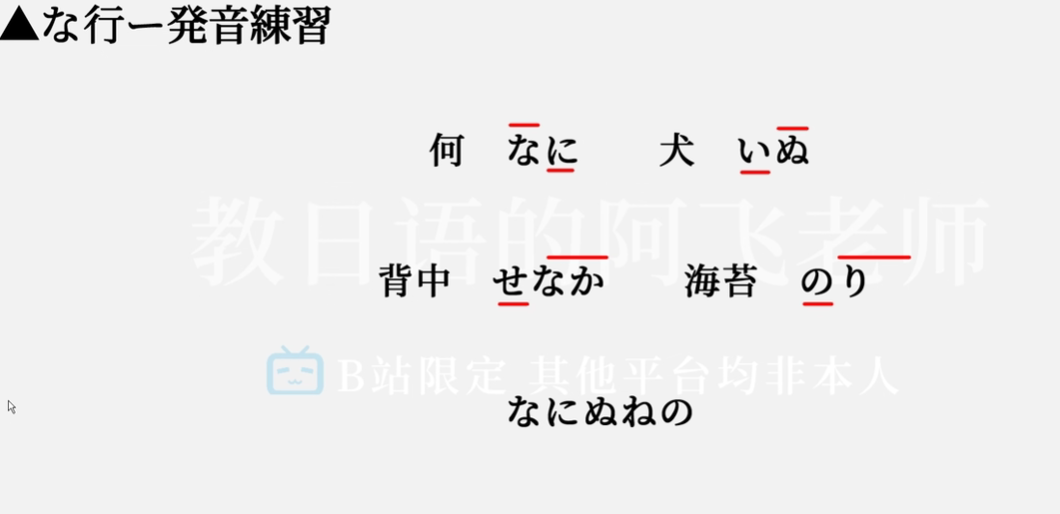 ▲な行ー発音練習
何 なに 犬 いぬ
教日语的阿飞老师
背中 せなか 海苔 のり
B站限定 其他平台均非本人
なにぬねの